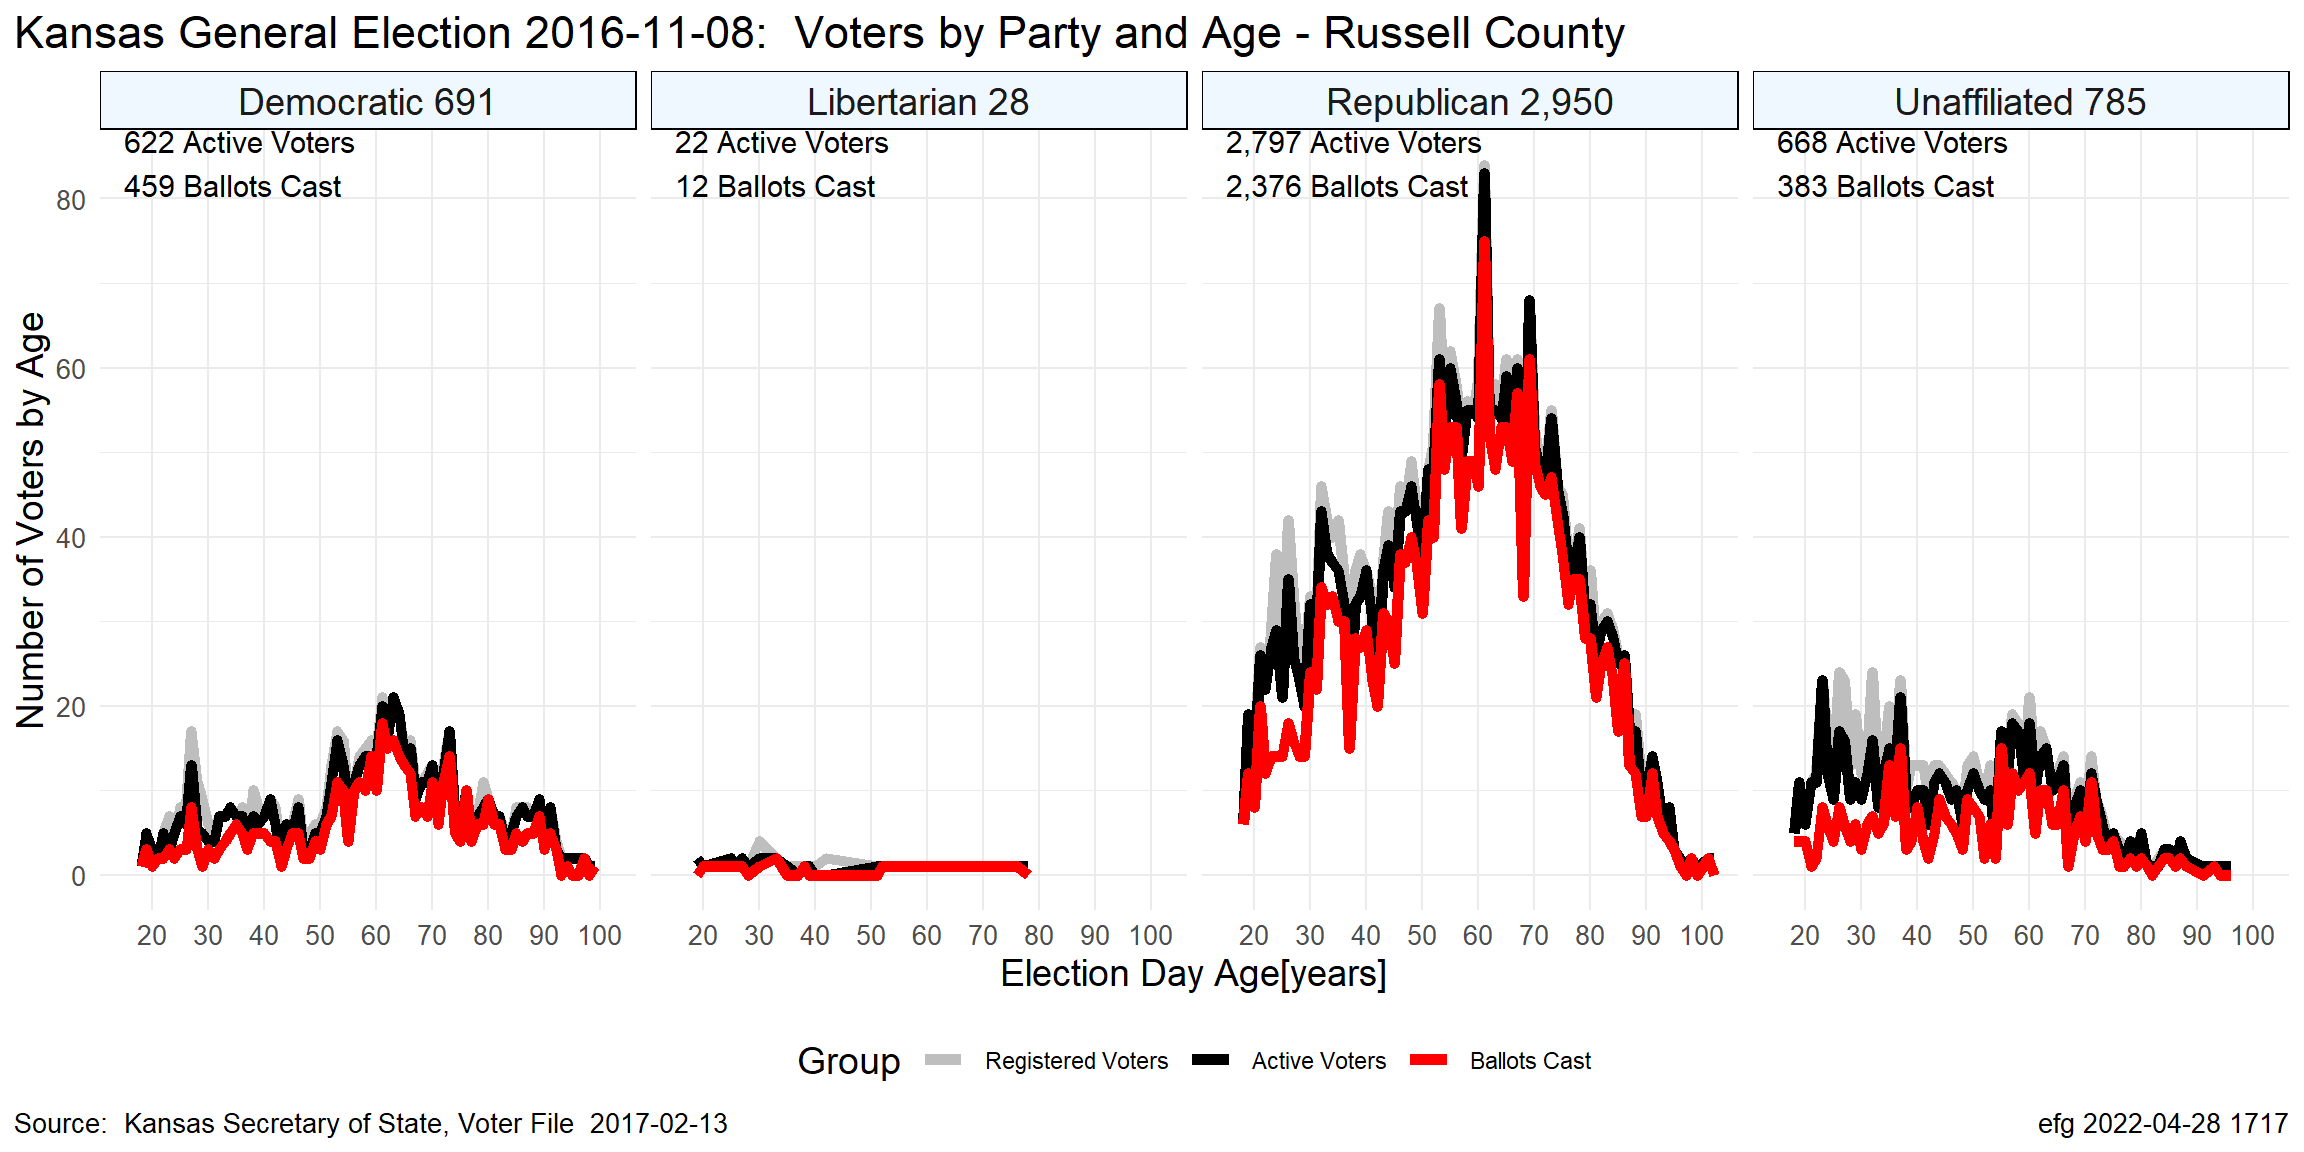 Kansas General Election 2016-11-08:  Voters by Party and Age - Russell County
Democratic 691
Libertarian 28
Republican 2,950
Unaffiliated 785
622 Active Voters
459 Ballots Cast
22 Active Voters
12 Ballots Cast
2,797 Active Voters
2,376 Ballots Cast
668 Active Voters
383 Ballots Cast
Number of Voters by Age
80
60
40
20
0
20 30 40 50 60 70 80 90 100
20 30 40 50 60 70 80 90 100
20 30 40 50 60 70 80 90 100
20 30 40 50 60 70 80 90 100
Election Day Age[years]
Group Registered Voters Active Voters Ballots Cast
Source:  Kansas Secretary of State, Voter File  2017-02-13
efg 2022-04-28 1717